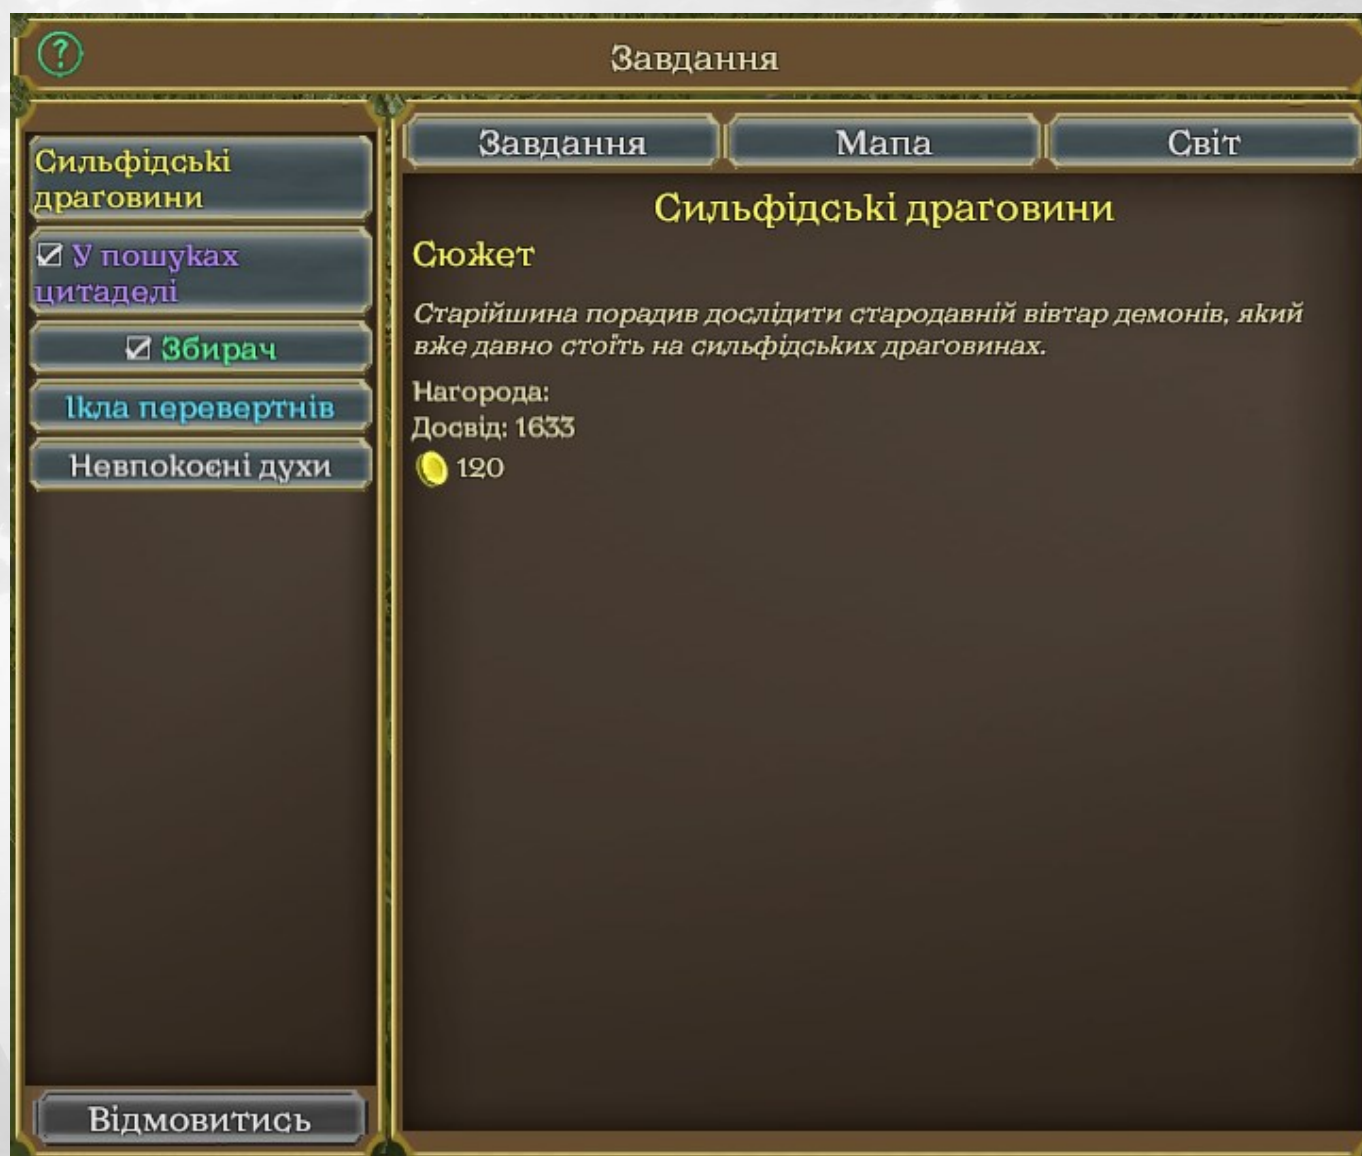 ?
Завдання
Сильфідські
драговини
У пошуках
цитаделі
Збирач
Ікла перевертнів
Невпокоєні духи
Відмовитись
Завдання
Мапа
Світ
Сильфідські драговини
Сюжет
Старійшина порадив дослідити стародавній вівтар демонів, який
вже давно стоїть на сильфідських драговинах.
Нагорода:
Досвід: 1633
120